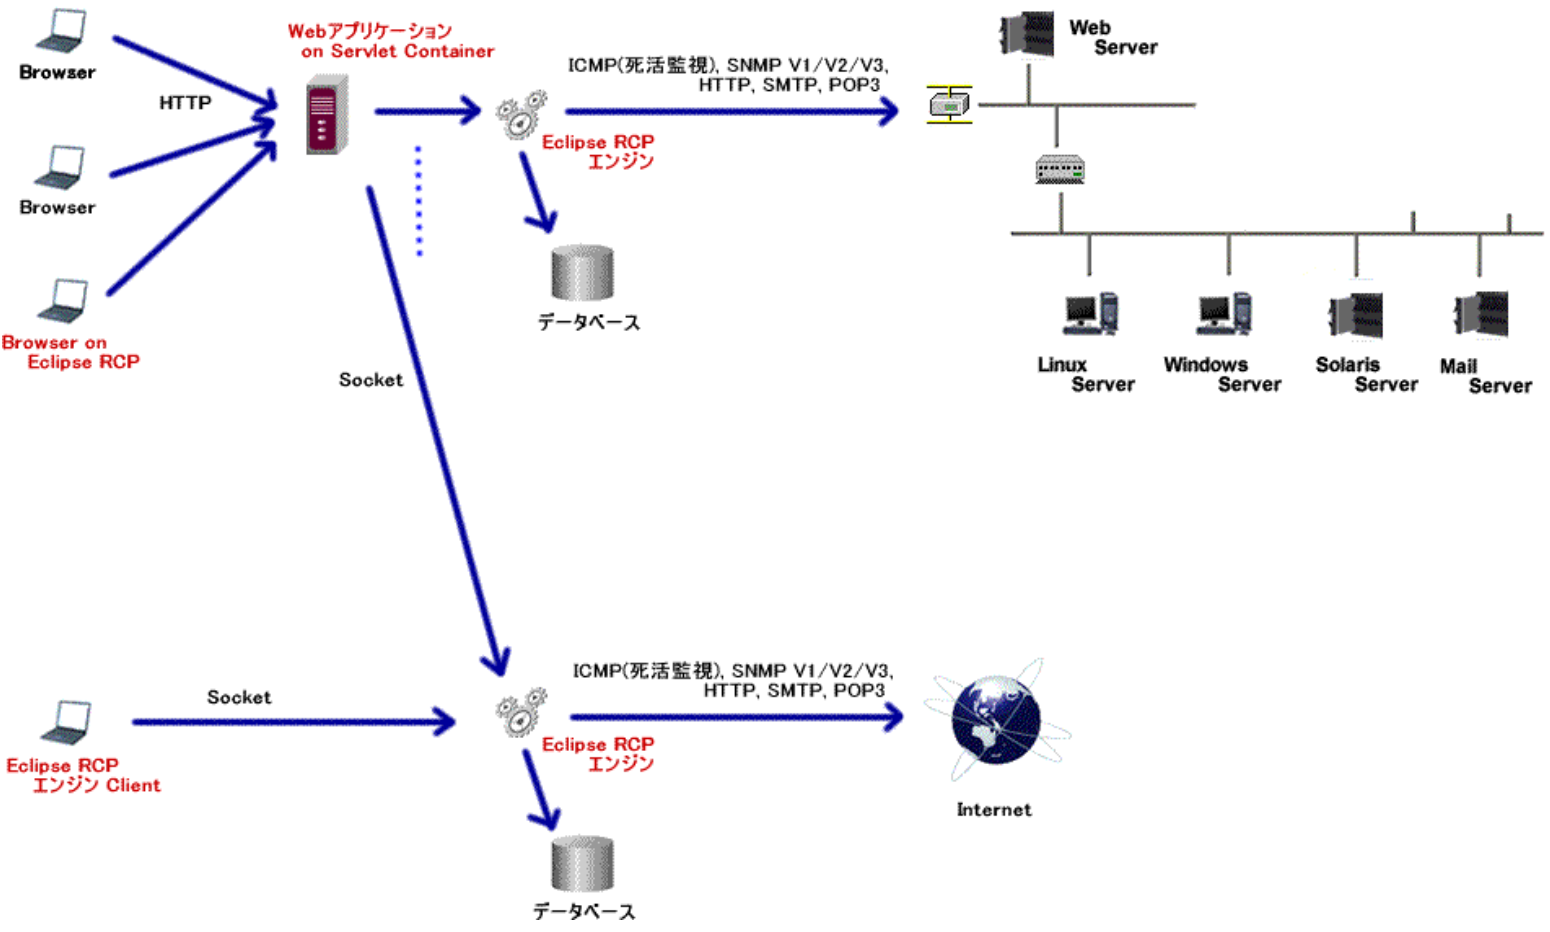 Browser
HTTP
Browser
Browser on
Eclipse RCP
Webアプリケーション
on Servlet Container
ICMP(死活監視), SNMP V1/V2/V3,
HTTP, SMTP, POP3
Eclipse RCP
エンジン
データベース
Web
Server
Linux
Server
Windows
Server
Solaris
Server
Mail
Server
Socket
Socket
Eclipse RCP
エンジン Client
ICMP(死活監視), SNMP V1/V2/V3,
HTTP, SMTP, POP3
Eclipse RCP
エンジン
データベース
Internet